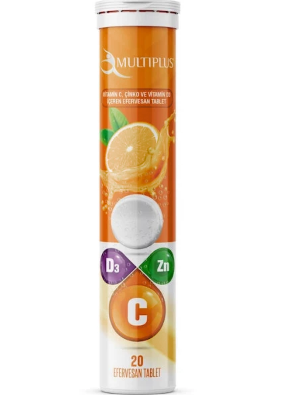 MULTIPLUS
VİTAMİN C, ÇİNKO VE VİTAMİN D3
İÇEREN EFERVESAN TABLET
D3
Zn
C
20
EFERVESAN TABLET